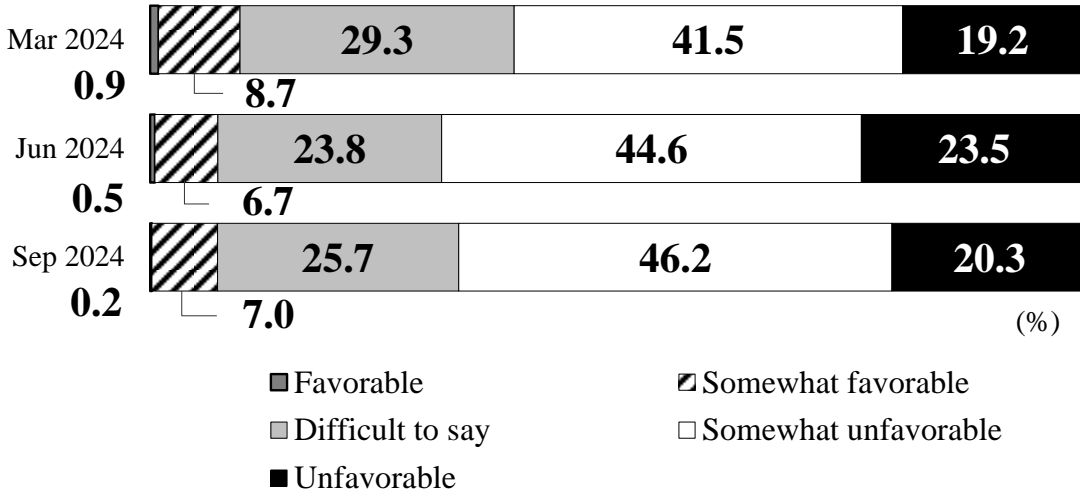 Mar 2024 29.3 41.5 19.2
0.9 8.7
Jun 2024 23.8 44.6 23.5
0.5 6.7
Sep 2024 25.7 46.2 20.3
0.2 7.0
(%)
Favorable Somewhat favorable
Difficult to say Somewhat unfavorable
Unfavorable